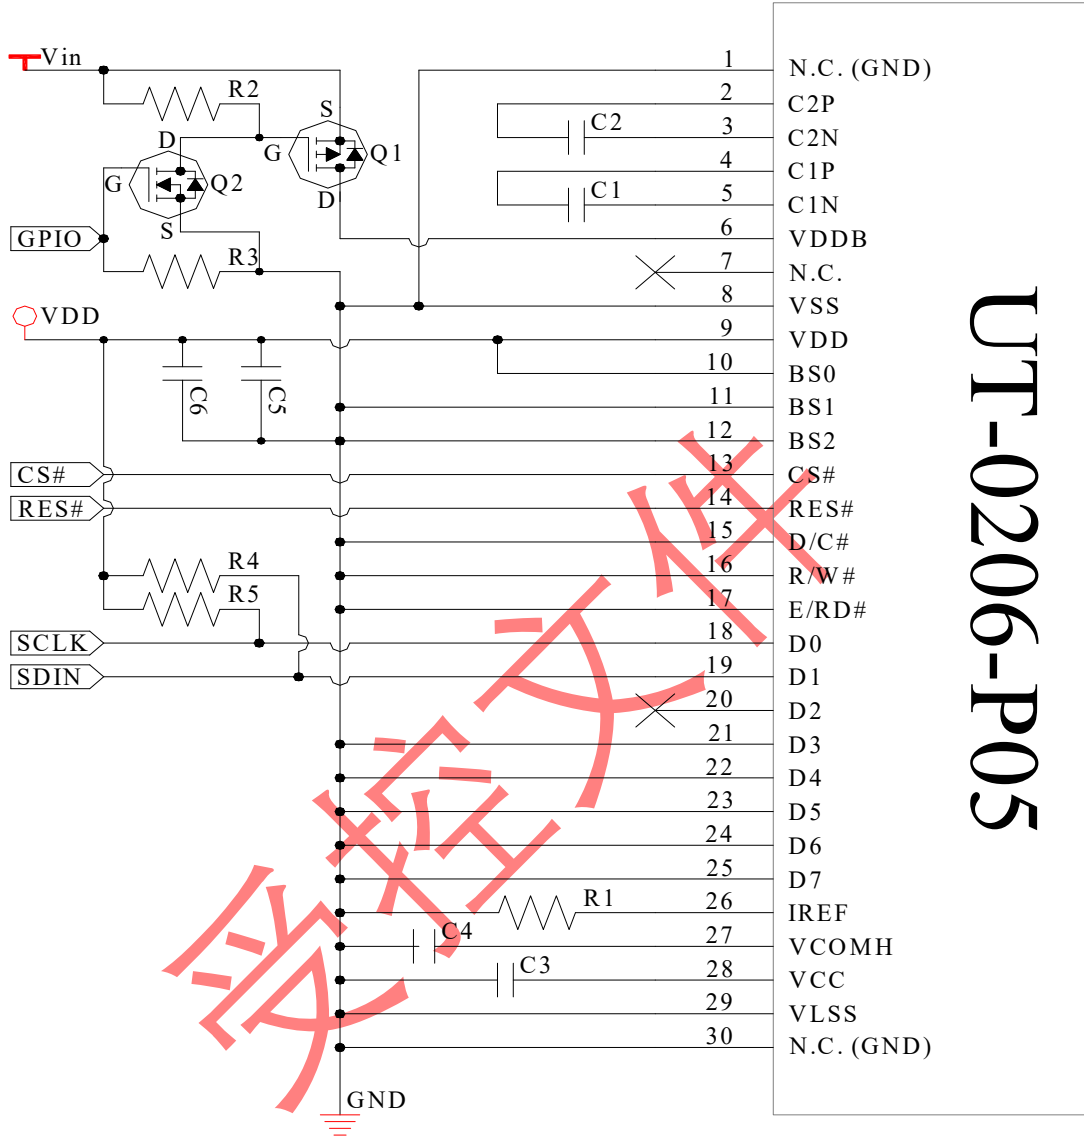 Vin
R2
S
D
G
Q1
G
Q2
D
S
GPIO
R3
VDD
C6
C5
CS#
RES#
R4
R5
SCLK
SDIN
C2
C1
R1
C4
C3
GND
1 N.C. (GND)
2 C2P
3 C2N
4 C1P
5 C1N
6 VDDB
7 N.C.
8 VSS
9 VDD
10 BS0
11 BS1
12 BS2
13 CS#
14 RES#
15 D/C#
16 R/W#
17 E/RD#
18 D0
19 D1
20 D2
21 D3
22 D4
23 D5
24 D6
25 D7
26 IREF
27 VCOMH
28 VCC
29 VLSS
30 N.C. (GND)
UT-0206-P05
受控文件